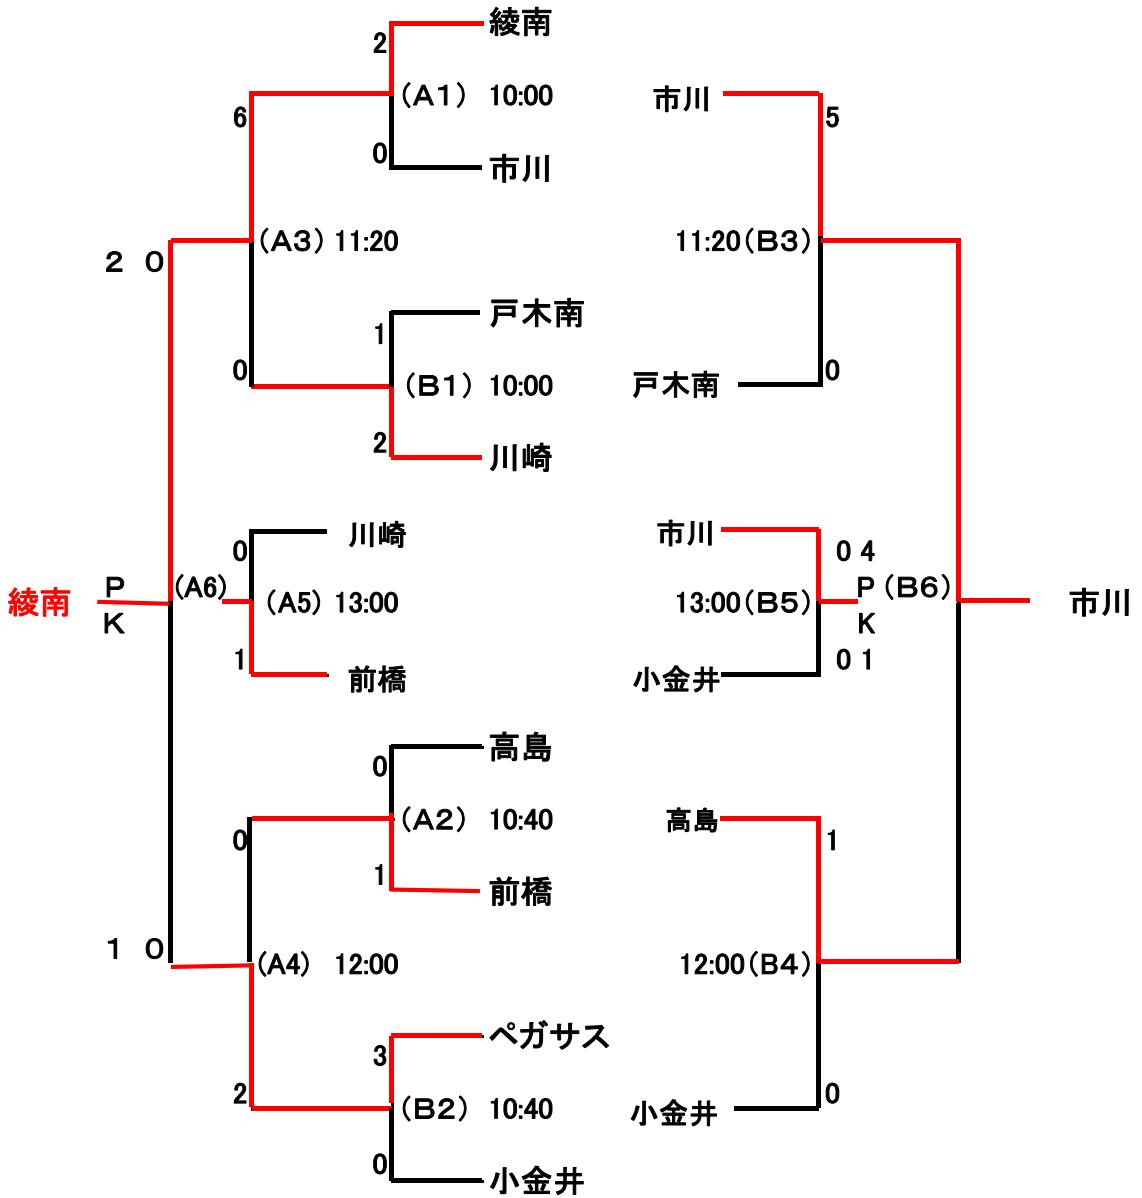 綾南
2
(A1) 10:00
市川
6
5
0
市川
(A3) 11:20
11:20(B3)
2 0
戸木南
1
0
(B1) 10:00
戸木南
0
2
川崎
川崎
市川
0
0 4
綾南
P
K
(A6)
(A5) 13:00
13:00(B5)
P
K
(B6)
市川
1
0 1
前橋
小金井
高島
0
(A2) 10:40
高島
0
1
1
前橋
1 0
(A4) 12:00
12:00(B4)
ペガサス
3
2
(B2) 10:40
小金井
0
0
小金井